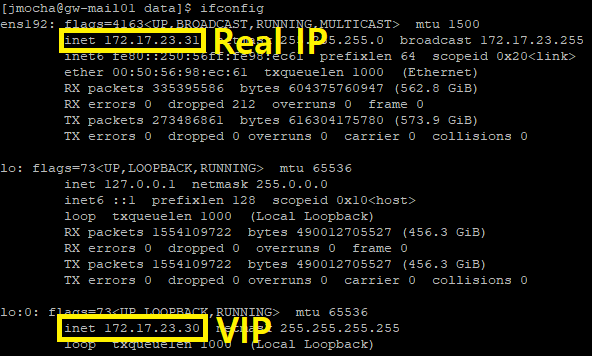 [jmocha@gw-mail01 data]$ ifconfig
ens192: flags=4163<UP,BROADCAST,RUNNING,MULTICAST> mtu 1500
inet 172.17.23.31 Real IP 255.255.255.0 broadcast 172.17.23.255
inet6 fe80::250:56ff:fe98:ec61 prefixlen 64 scopeid 0x20<link>
ether 00:50:56:98:ec:61 txqueuelen 1000 (Ethernet)
RX packets 335395586 bytes 604375760947 (562.8 GiB)
RX errors 0 dropped 212 overruns 0 frame 0
TX packets 273486861 bytes 616304175780 (573.9 GiB)
TX errors 0 dropped 0 overruns 0 carrier 0 collisions 0
lo: flags=73<UP,LOOPBACK,RUNNING> mtu 65536
inet 127.0.0.1 netmask 255.0.0.0
inet6 ::1 prefixlen 128 scopeid 0x10<host>
loop txqueuelen 1000 (Local Loopback)
RX packets 1554109722 bytes 490012705527 (456.3 GiB)
RX errors 0 dropped 0 overruns 0 frame 0
TX packets 1554109722 bytes 490012705527 (456.3 GiB)
TX errors 0 dropped 0 overruns 0 carrier 0 collisions 0
lo:0: flags=73<UP,LOOPBACK,RUNNING> mtu 65536
inet 172.17.23.30 VIP netmask 255.255.255.255
loop txqueuelen 1000 (Local Loopback)